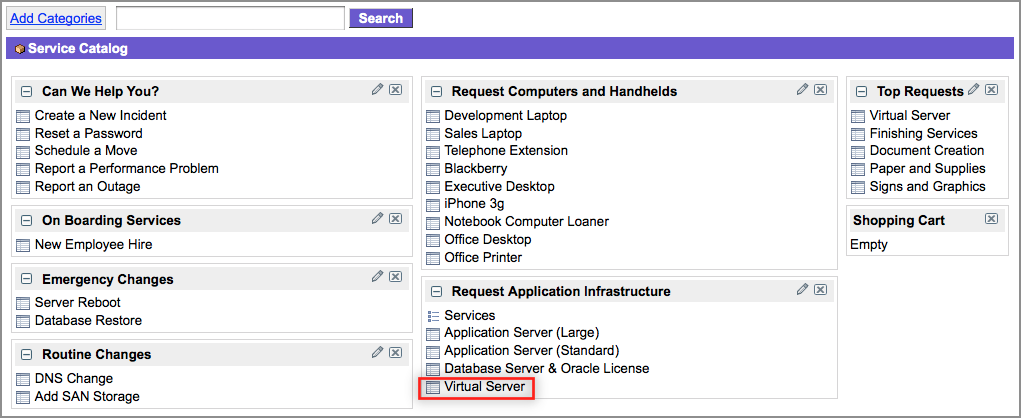 Add Categories
Search
Service Catalog
Can We Help You?
Create a New Incident
Reset a Password
Schedule a Move
Report a Performance Problem
Report an Outage
On Boarding Services
New Employee Hire
Emergency Changes
Server Reboot
Database Restore
Routine Changes
DNS Change
Add SAN Storage
Request Computers and Handhelds
Development Laptop
Sales Laptop
Telephone Extension
Blackberry
Executive Desktop
iPhone 3g
Notebook Computer Loaner
Office Desktop
Office Printer
Request Application Infrastructure
Services
Application Server (Large)
Application Server (Standard)
Database Server & Oracle License
Virtual Server
Top Requests
Virtual Server
Finishing Services
Document Creation
Paper and Supplies
Signs and Graphics
Shopping Cart
Empty